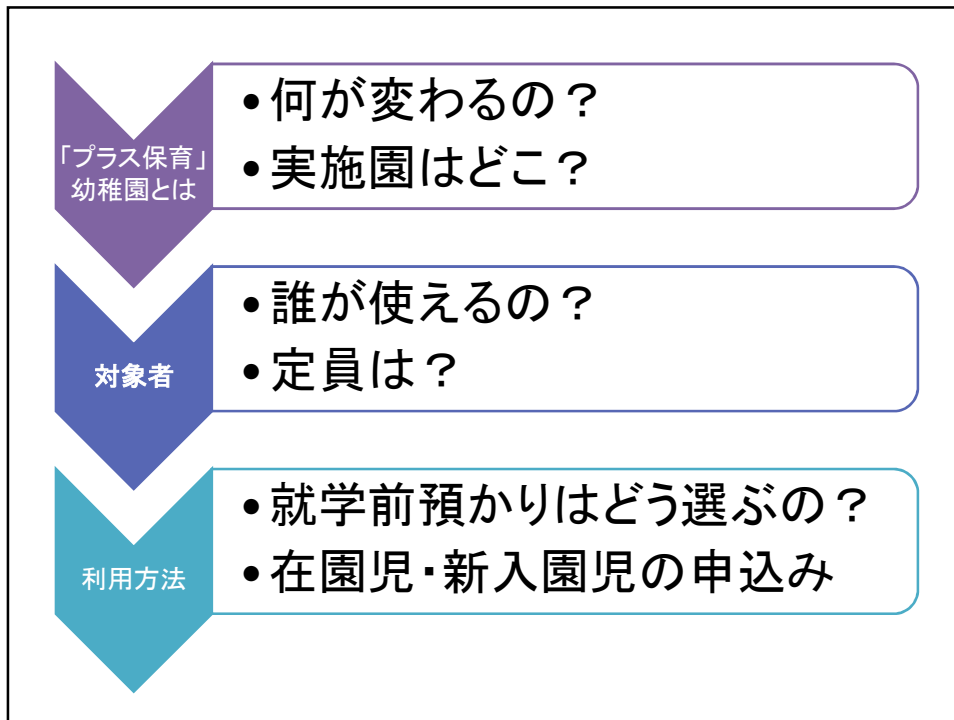 「プラス保育」
幼稚園とは
•何が変わるの？
•実施園はどこ？
対象者
•誰が使えるの？
•定員は？
利用方法
•就学前預かりはどう選ぶの？
•在園児・新入園児の申込み